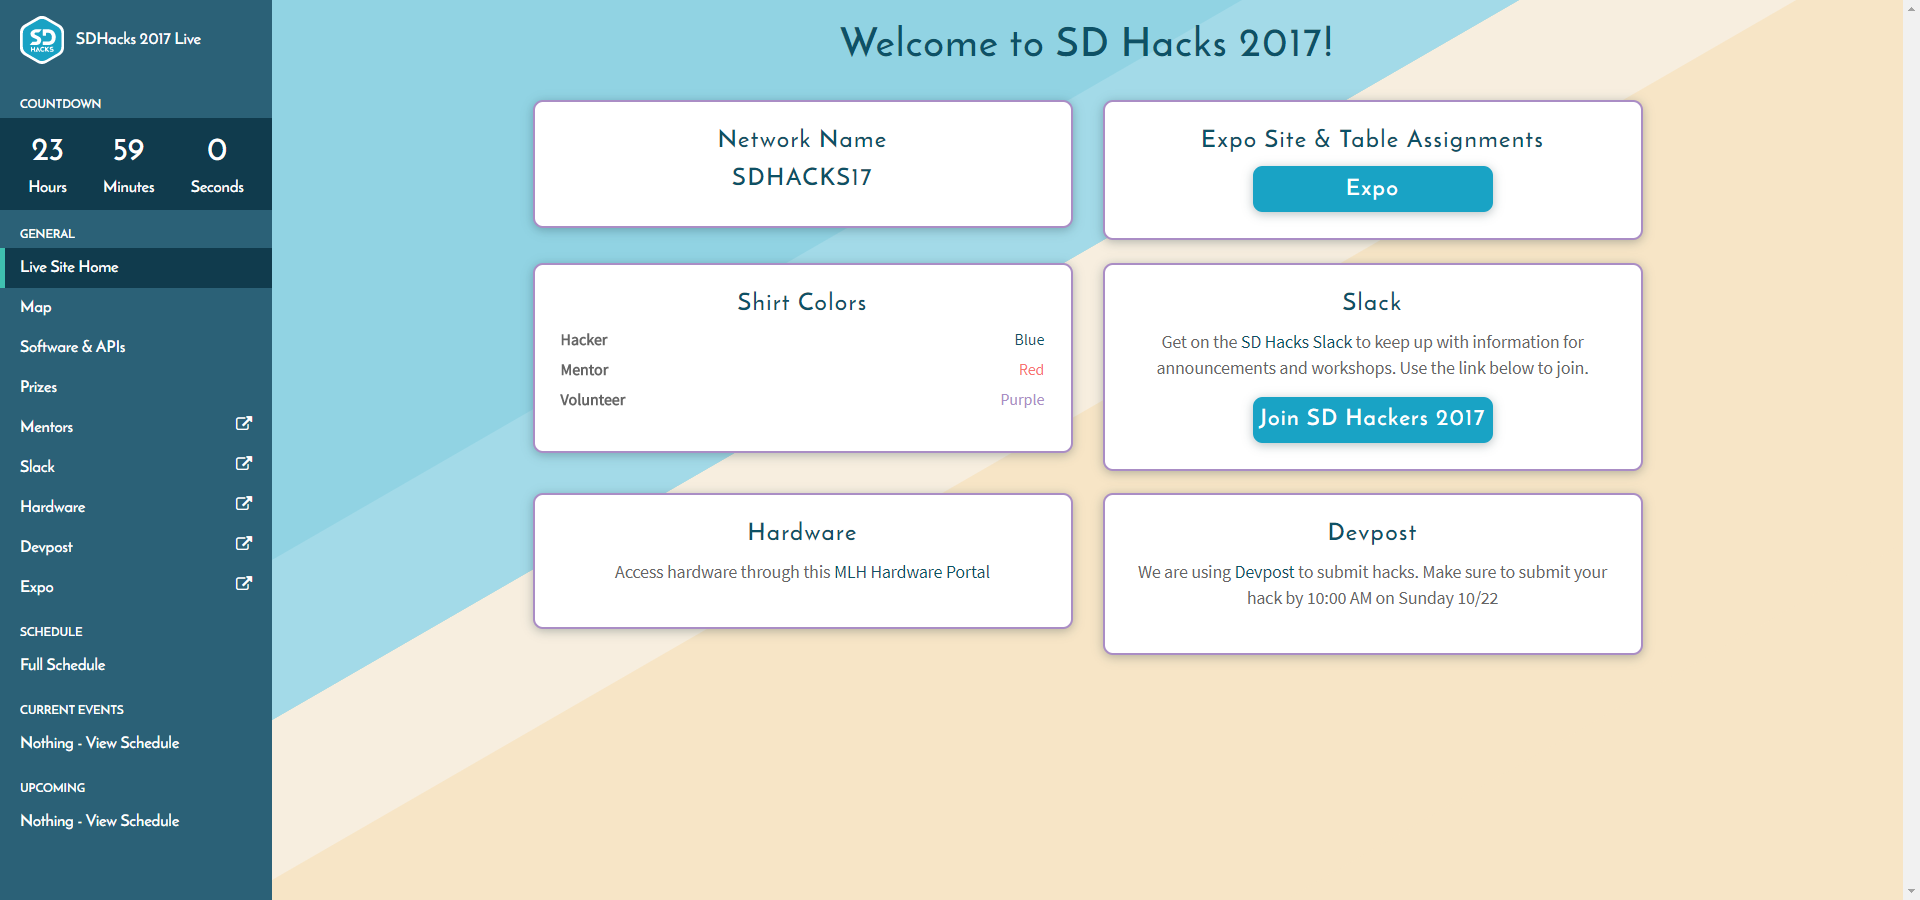 SD
HACKS
SDHacks 2017 Live
COUNTDOWN
23 59 0
Hours Minutes Seconds
GENERAL
Live Site Home
Map
Software & APIs
Prizes
Mentors
Slack
Hardware
Devpost
Expo
SCHEDULE
Full Schedule
CURRENT EVENTS
Nothing - View Schedule
UPCOMING
Nothing - View Schedule
Welcome to SD Hacks 2017!
Network Name
SDHACKS17
Expo Site & Table Assignments
Expo
Shirt Colors
Hacker Blue
Mentor Red
Volunteer Purple
Slack
Get on the SD Hacks Slack to keep up with information for
announcements and workshops. Use the link below to join.
Join SD Hackers 2017
Hardware
Access hardware through this MLH Hardware Portal
Devpost
We are using Devpost to submit hacks. Make sure to submit your
hack by 10:00 AM on Sunday 10/22